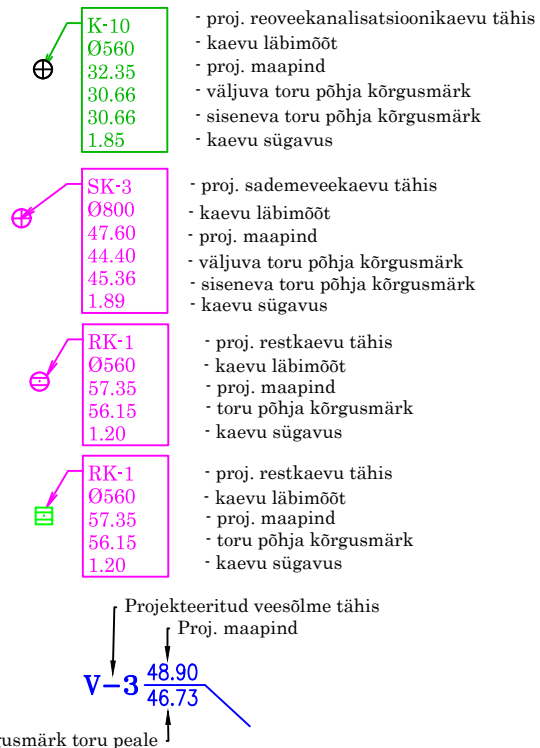 K-10 - proj. reoveekanalisatsioonikaevu tähis
Ø560 - kaevu läbimõõt
32.35 - proj. maapind
30.66 - väljuva toru põhja kõrgusmärk
30.66 - siseneva toru põhja kõrgusmärk
1.85 - kaevu sügavus
SK-3 - proj. sademeveekaevu tähis
Ø800 - kaevu läbimõõt
47.60 - proj. maapind
44.40 - väljuva toru põhja kõrgusmärk
45.36 - siseneva toru põhja kõrgusmärk
1.89 - kaevu sügavus
RK-1 - proj. restkaevu tähis
Ø560 - kaevu läbimõõt
57.35 - proj. maapind
56.15 - toru põhja kõrgusmärk
1.20 - kaevu sügavus
RK-1 - proj. restkaevu tähis
Ø560 - kaevu läbimõõt
57.35 - proj. maapind
56.15 - toru põhja kõrgusmärk
1.20 - kaevu sügavus
Projekteeritud veesõlme tähis
Proj. maapind
V-3 48.90
46.73
toru peale